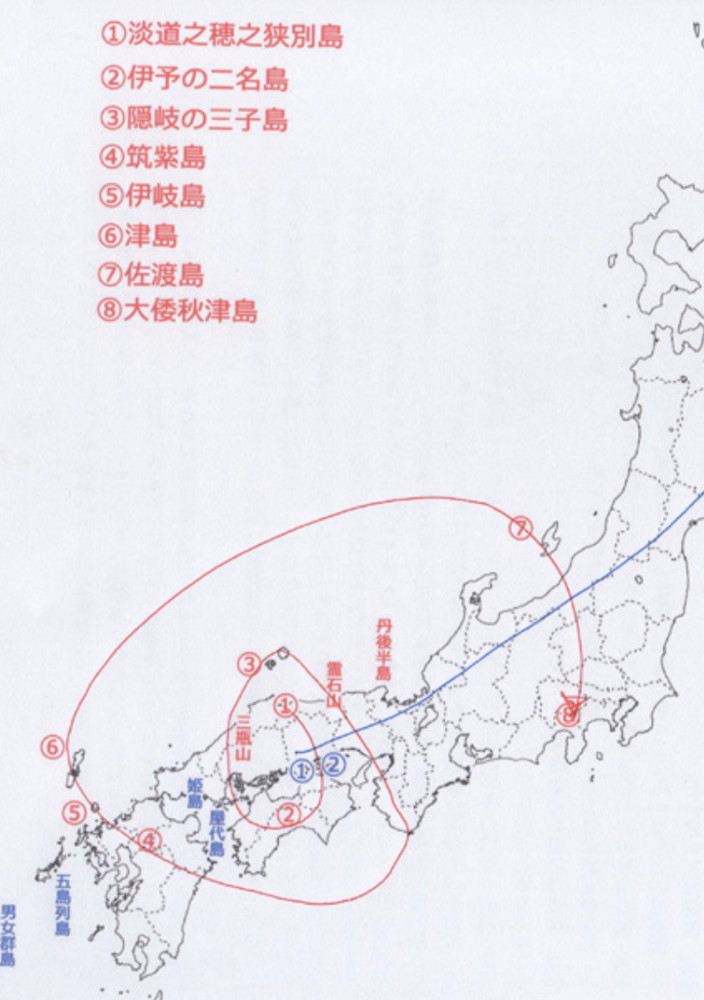 ①淡道之穂之狭別島
②伊予の二名島
③隠岐の三子島
④筑紫島
⑤伊岐島
⑥津島
⑦佐渡島
⑧大倭秋津島
⑦
丹後半島
③
霊石山
①
三瓶山
⑧
⑥
①
②
姫島
②
⑤
屋代島
④
五島列島
男女群島